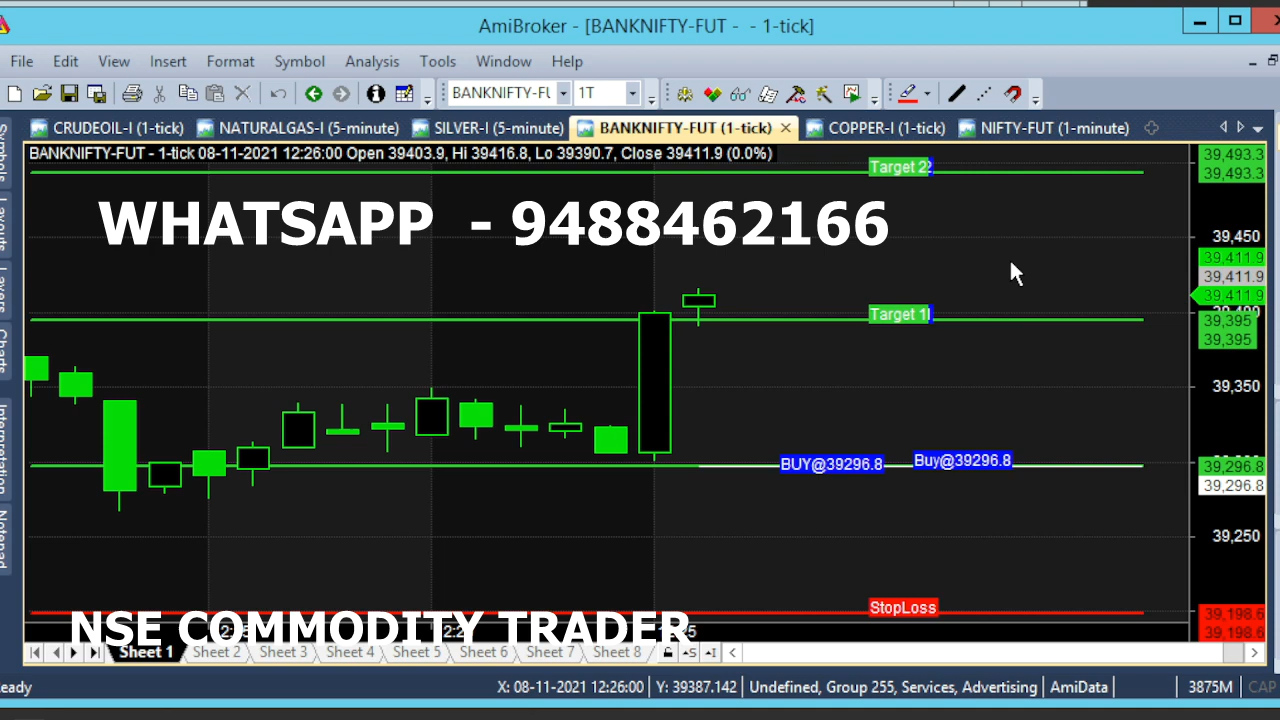 AmiBroker - [BANKNIFTY-FUT - - 1-tick]
File Edit View Insert Format Symbol Analysis Tools Window Help
BANKNIFTY-FU 1T
CRUDEOIL-I (1-tick) NATURALGAS-I (5-minute) SILVER-I (5-minute) BANKNIFTY-FUT (1-tick) COPPER-I (1-tick) NIFTY-FUT (1-minute)
BANKNIFTY-FUT - 1-tick 08-11-2021 12:26:00 Open 39403.9, Hi 39416.8, Lo 39390.7, Close 39411.9 (0.0%)
39,493.3
Target 2
39,493.3
WHATSAPP - 9488462166
39,450
39,411.9
39,411.9
39,411.9
Target 1
39,395
39,395
39,350
BUY@39296.8
Buy@39296.8
39,296.8
39,296.8
39,250
StopLoss
39,198.6
39,198.6
NSE COMMODITY TRADER
Sheet 1 Sheet 2 Sheet 3 Sheet 4 Sheet 5 Sheet 6 Sheet 7 Sheet 8
Symbols
Layouts
Layers
Charts
Interpretation
Notepad
eady X: 08-11-2021 12:26:00 Y: 39387.142 Undefined, Group 255, Services, Advertising AmiData 3875M CAP